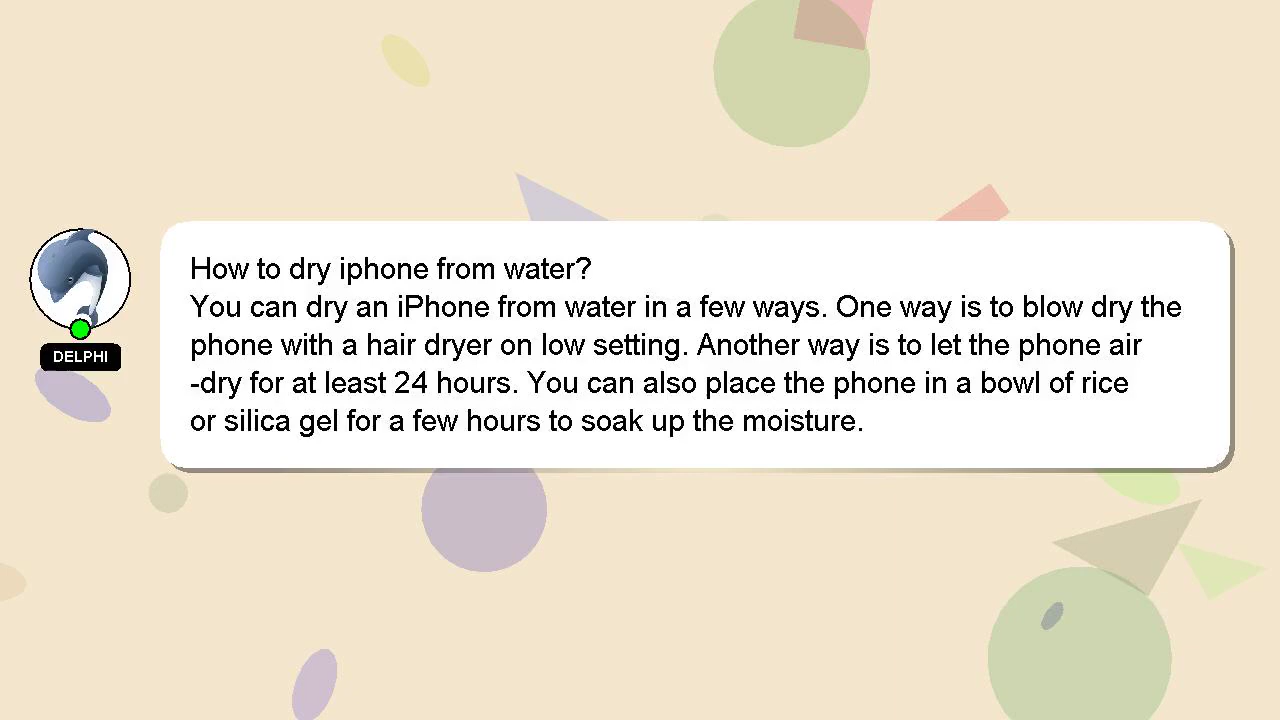 How to dry iphone from water?
You can dry an iPhone from water in a few ways. One way is to blow dry the
phone with a hair dryer on low setting. Another way is to let the phone air
-dry for at least 24 hours. You can also place the phone in a bowl of rice
or silica gel for a few hours to soak up the moisture.
DELPHI